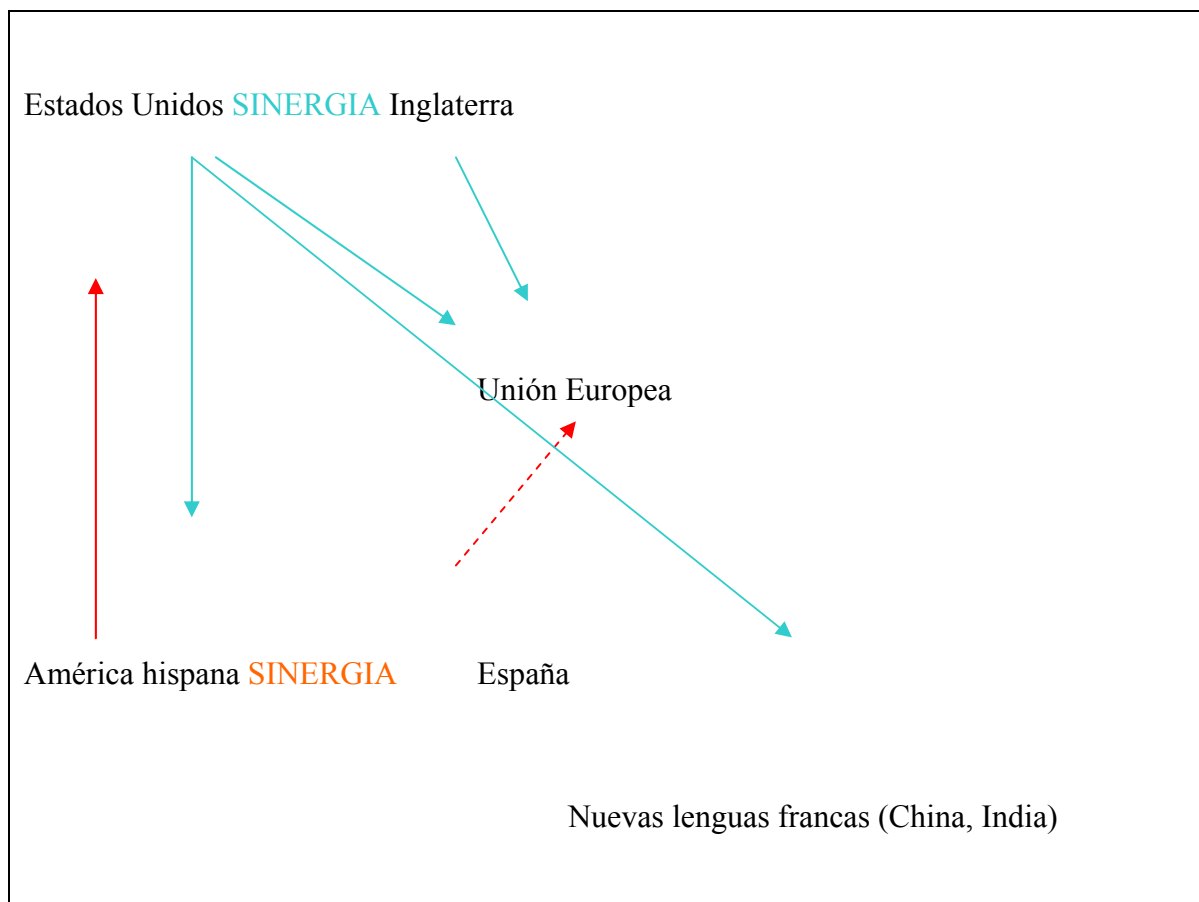 Estados Unidos SINERGIA Inglaterra
Unión Europea
América hispana SINERGIA España
Nuevas lenguas francas (China, India)